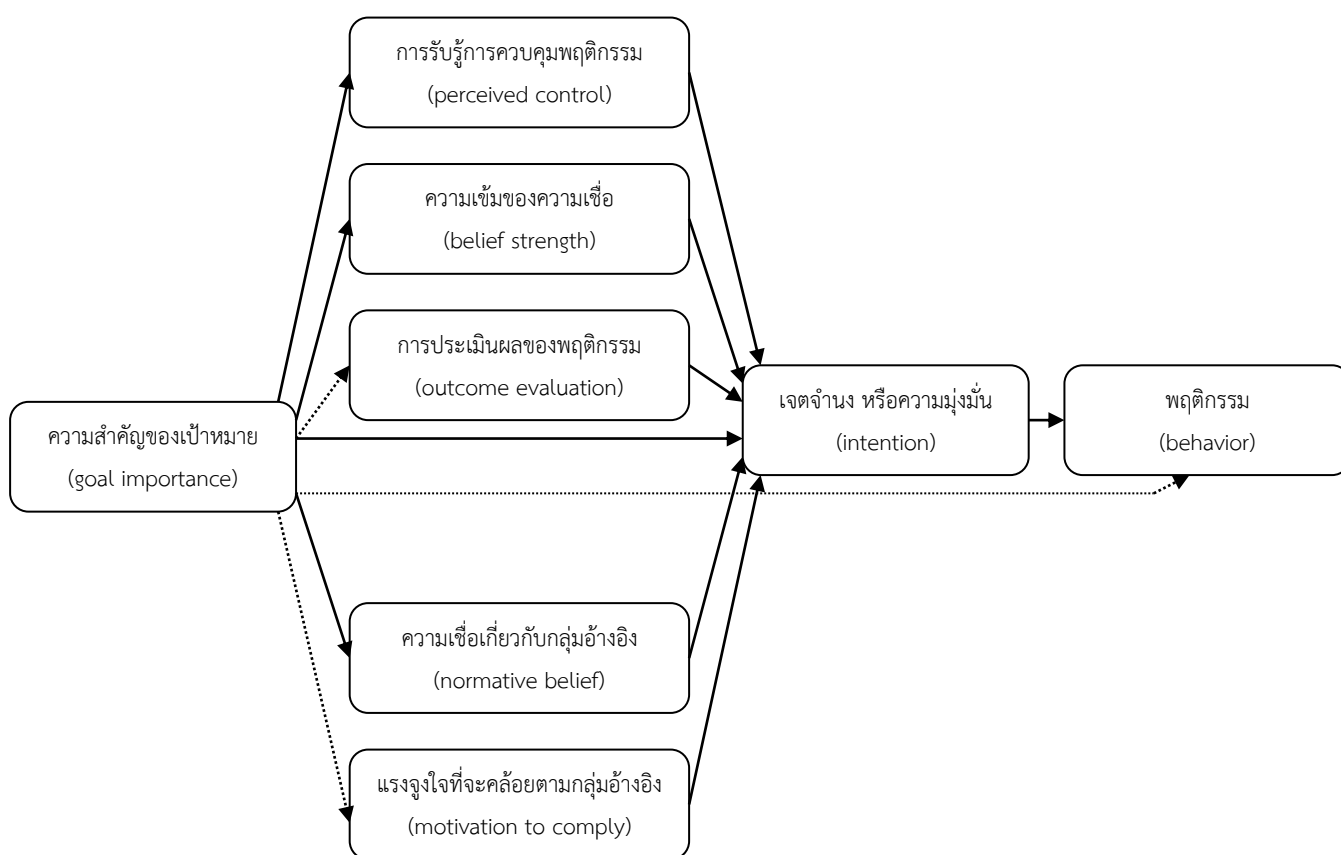 การรับรู้การควบคุมพฤติกรรม
(perceived control)
ความเข้มของความเชื่อ
(belief strength)
การประเมินผลของพฤติกรรม
(outcome evaluation)
ความสำคัญของเป้าหมาย
(goal importance)
เจตจำนง หรือความมุ่งมั่น
(intention)
พฤติกรรม
(behavior)
ความเชื่อเกี่ยวกับกลุ่มอ้างอิง
(normative belief)
แรงจูงใจที่จะคล้อยตามกลุ่มอ้างอิง
(motivation to comply)